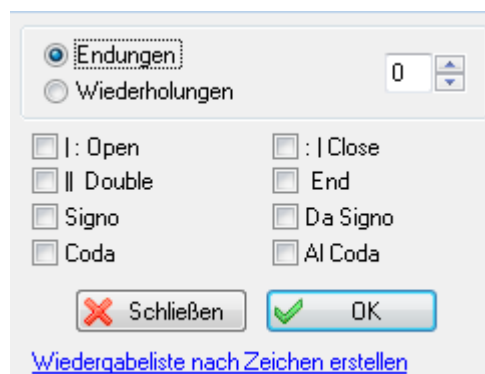 Endungen
0
Wiederholungen
|: Open
:| Close
|| Double
End
Signo
Da Signo
Coda
Al Coda
Schließen
OK
Wiedergabeliste nach Zeichen erstellen